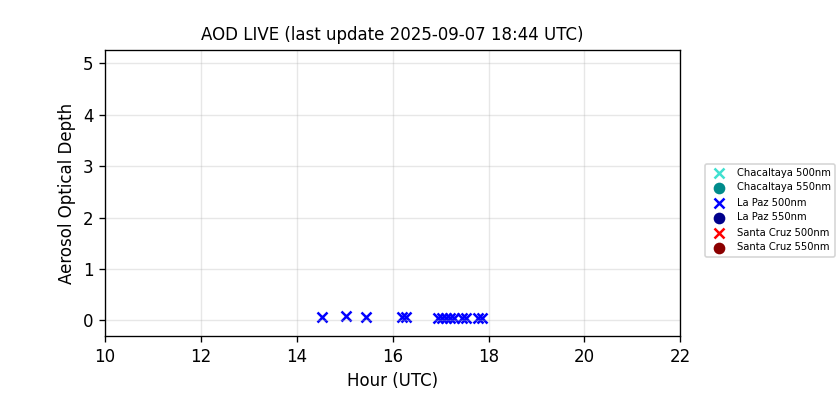 AOD LIVE (last update 2025-09-07 18:44 UTC)
5
4
3
2
1
0
Aerosol Optical Depth
10 12 14 16 18 20 22
Hour (UTC)
Chacaltaya 500nm
Chacaltaya 550nm
La Paz 500nm
La Paz 550nm
Santa Cruz 500nm
Santa Cruz 550nm